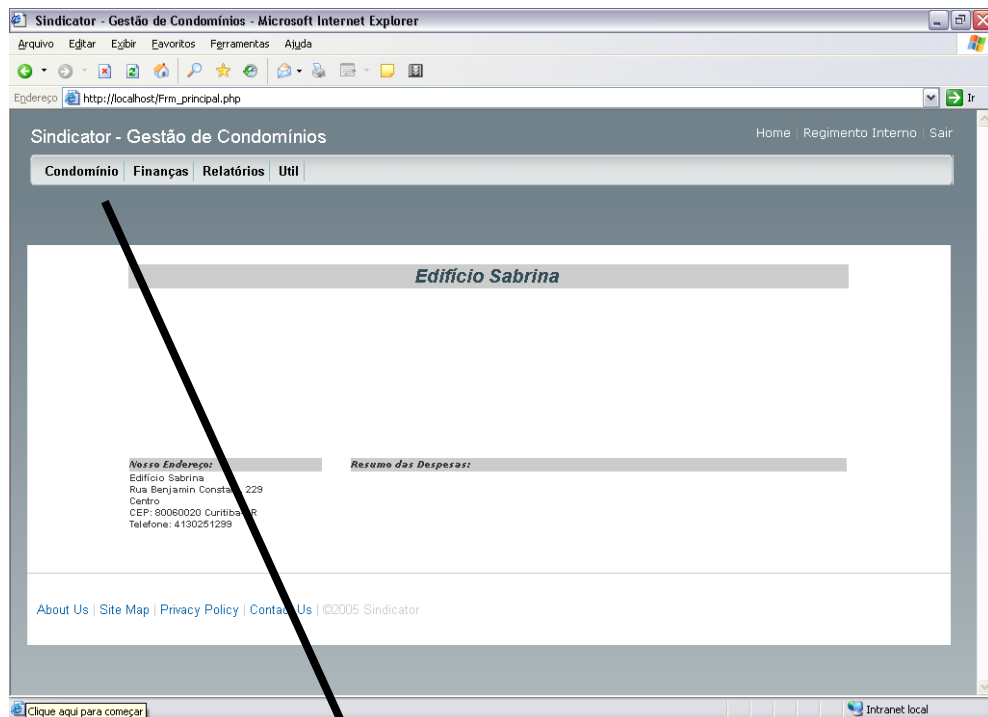 Sindicator - Gestão de Condomínios - Microsoft Internet Explorer
Arquivo Editar Exibir Favoritos Ferramentas Ajuda
Endereço http://localhost/Frm_principal.php Ir
Sindicator - Gestão de Condomínios
Home | Regimento Interno | Sair
Condomínio Finanças Relatórios Util
Edifício Sabrina
Nosso Endereço: Resumo das Despesas:
Edifício Sabrina
Rua Benjamin 229
Centro
CEP: 80060020
Telefone: 4130251299
About Us | Site Map | Privacy Policy | Contact Us | ©2005 Sindicator
Clique aqui para começar
Intranet local